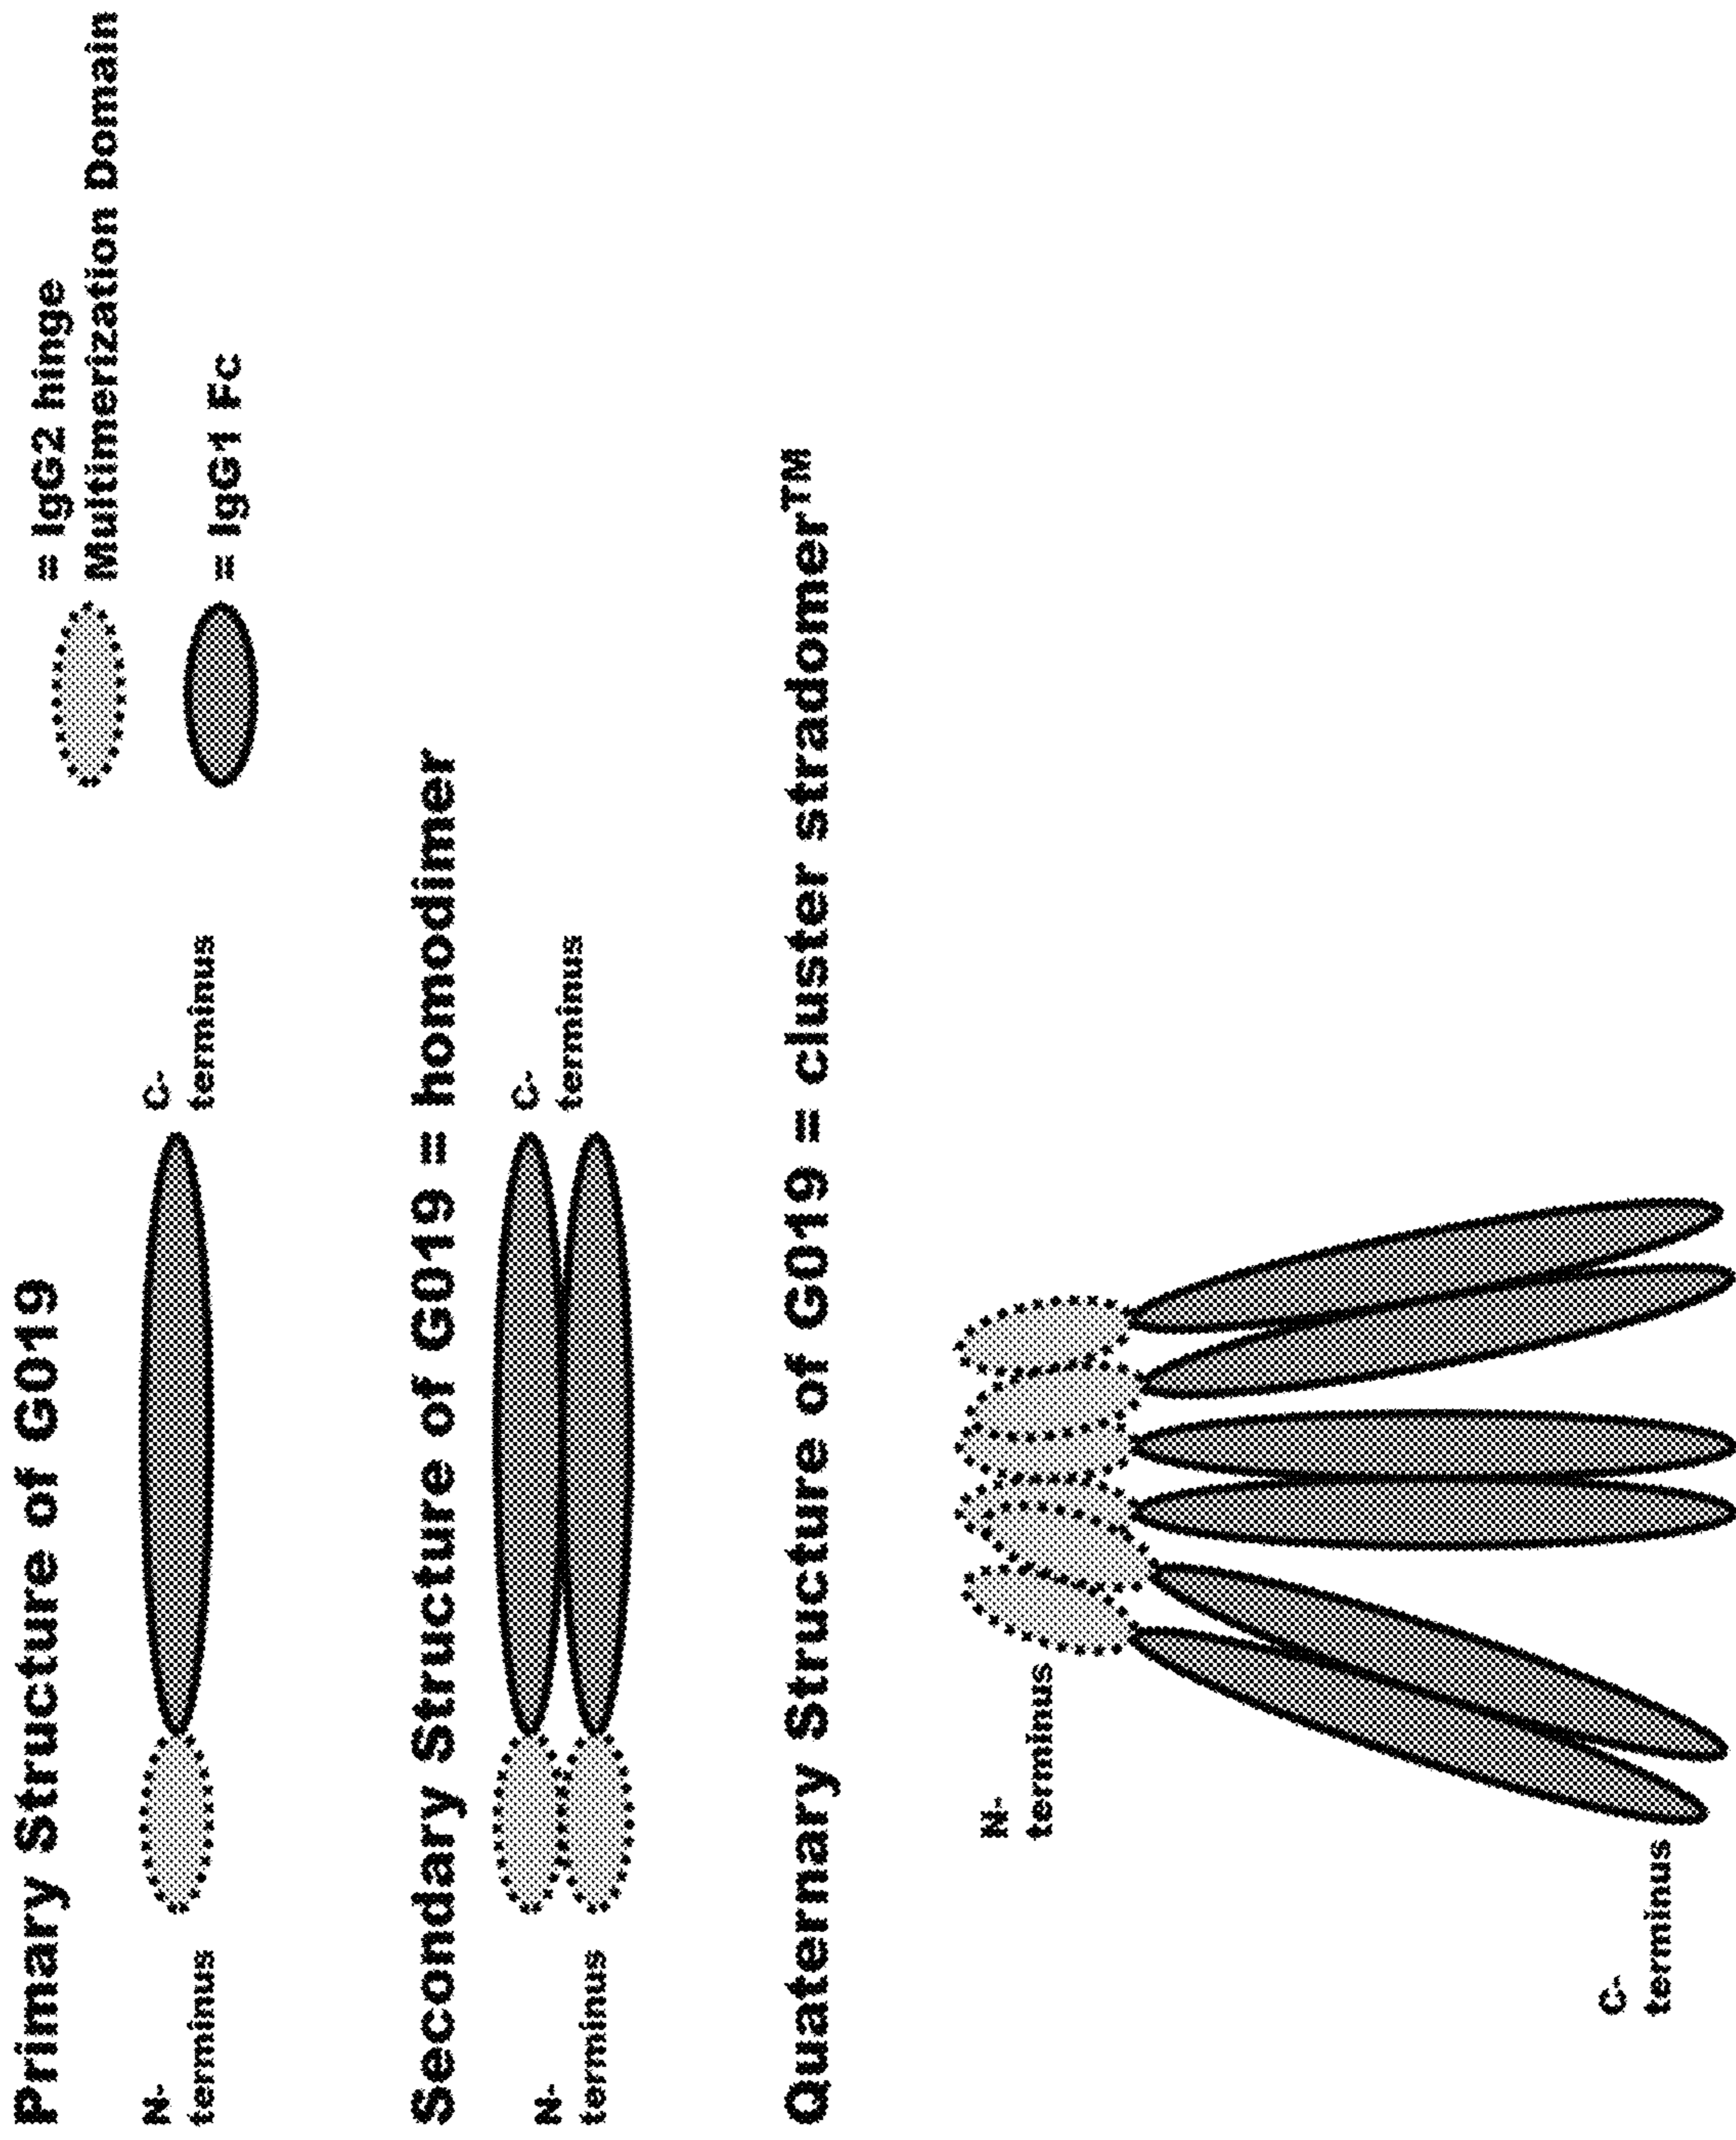 Primary Structure of G019
= IgG2 hinge
Multimerization Domain
= IgG1 Fc
N-
terminus
C-
terminus
Secondary Structure of G019 = homodimer
N-
terminus
C-
terminus
Quaternary Structure of G019 = cluster stradomer™
N-
terminus
C-
terminus